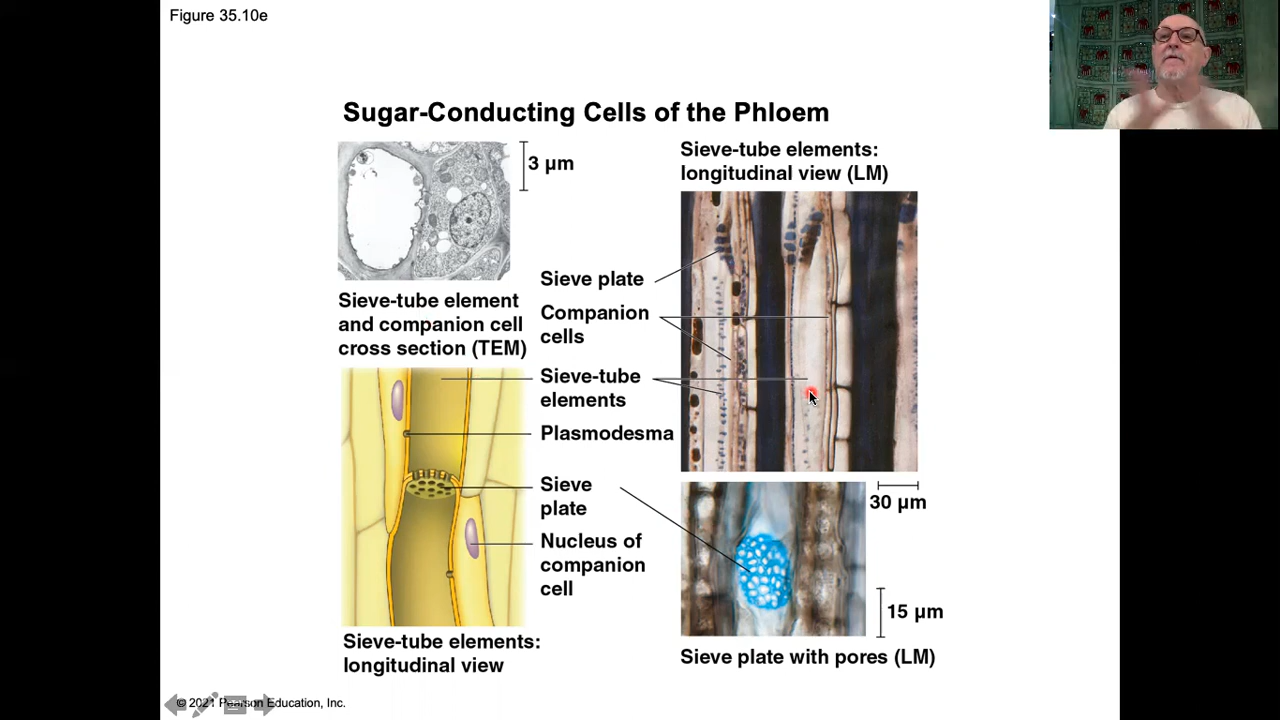 Figure 35.10e
Sugar-Conducting Cells of the Phloem
3 µm
Sieve-tube element
and companion cell
cross section (TEM)
Sieve-tube elements:
longitudinal view (LM)
Sieve plate
Companion
cells
Sieve-tube
elements
Plasmodesma
Sieve
plate
Nucleus of
companion
cell
30 µm
15 µm
Sieve-tube elements:
longitudinal view
Sieve plate with pores (LM)
© 2021 Pearson Education, Inc.